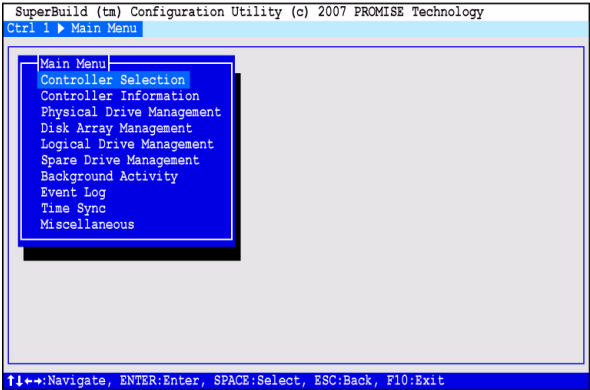 SuperBuild (tm) Configuration Utility (c) 2007 PROMISE Technology
Ctrl 1 ▶ Main Menu
Main Menu
Controller Selection
Controller Information
Physical Drive Management
Disk Array Management
Logical Drive Management
Spare Drive Management
Background Activity
Event Log
Time Sync
Miscellaneous
↑↓←→:Navigate, ENTER:Enter, SPACE:Select, ESC:Back, F10:Exit